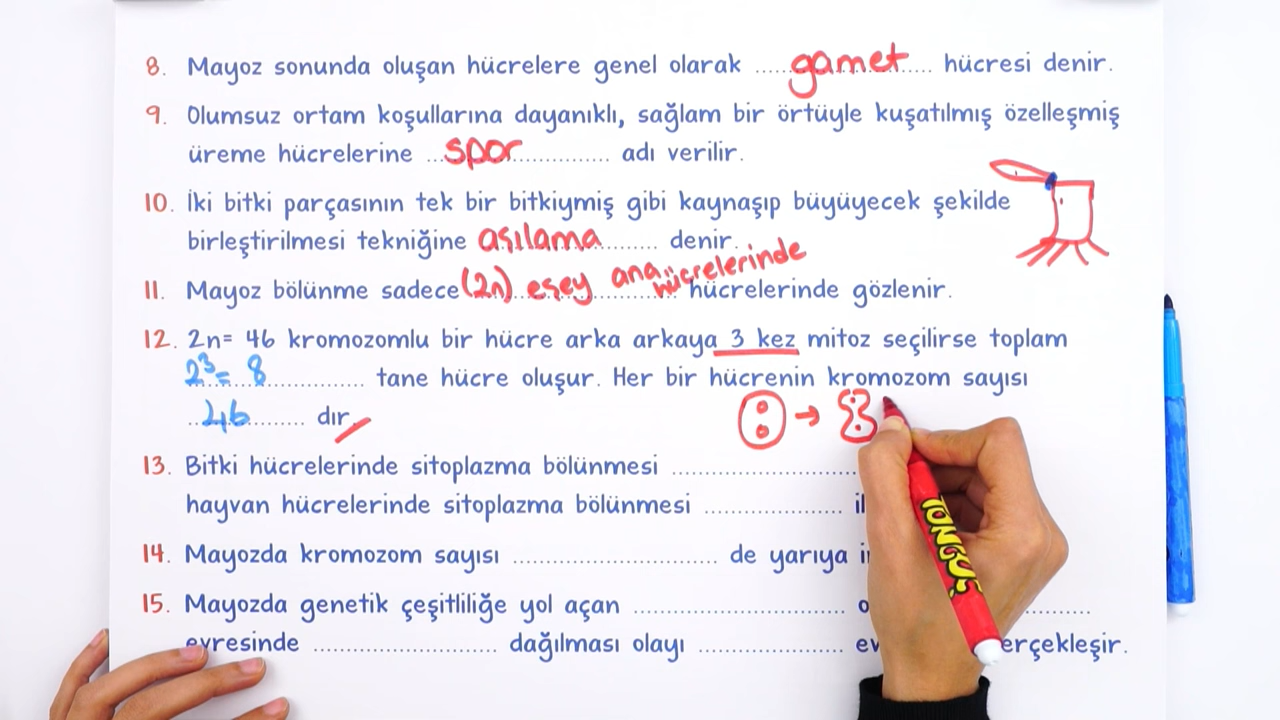 8. Mayoz sonunda oluşan hücrelere genel olarak ....gamet.... hücresi denir.
9. Olumsuz ortam koşullarına dayanıklı, sağlam bir örtüyle kuşatılmış özelleşmiş
üreme hücrelerine ...spor............ adı verilir.
10. İki bitki parçasının tek bir bitkiymiş gibi kaynaşıp büyüyecek şekilde
birleştirilmesi tekniğine aşılama ........ denir.
11. Mayoz bölünme sadece (2n) eşey ana hücrelerinde hücrelerinde gözlenir.
12. 2n= 46 kromozomlu bir hücre arka arkaya 3 kez mitoz seçilirse toplam
2³= 8 ............... tane hücre oluşur. Her bir hücrenin kromozom sayısı
..46........ dır.
13. Bitki hücrelerinde sitoplazma bölünmesi ..........................
hayvan hücrelerinde sitoplazma bölünmesi ....................
14. Mayozda kromozom sayısı .............................. de yarıya
15. Mayozda genetik çeşitliliğe yol açan ...............................
evresinde ........................... dağılması olayı .....................
TONGUÇ